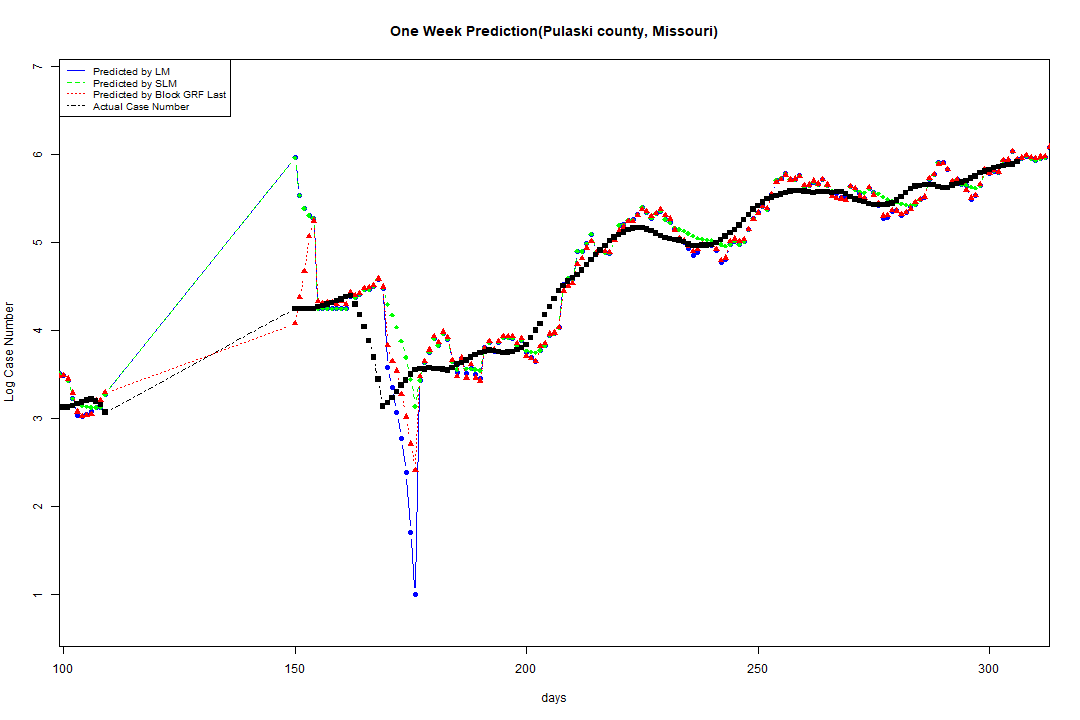 One Week Prediction(Pulaski county, Missouri)
Predicted by LM
Predicted by SLM
Predicted by Block GRF Last
Actual Case Number
7
6
5
4
3
2
1
Log Case Number
100 150 200 250 300
days